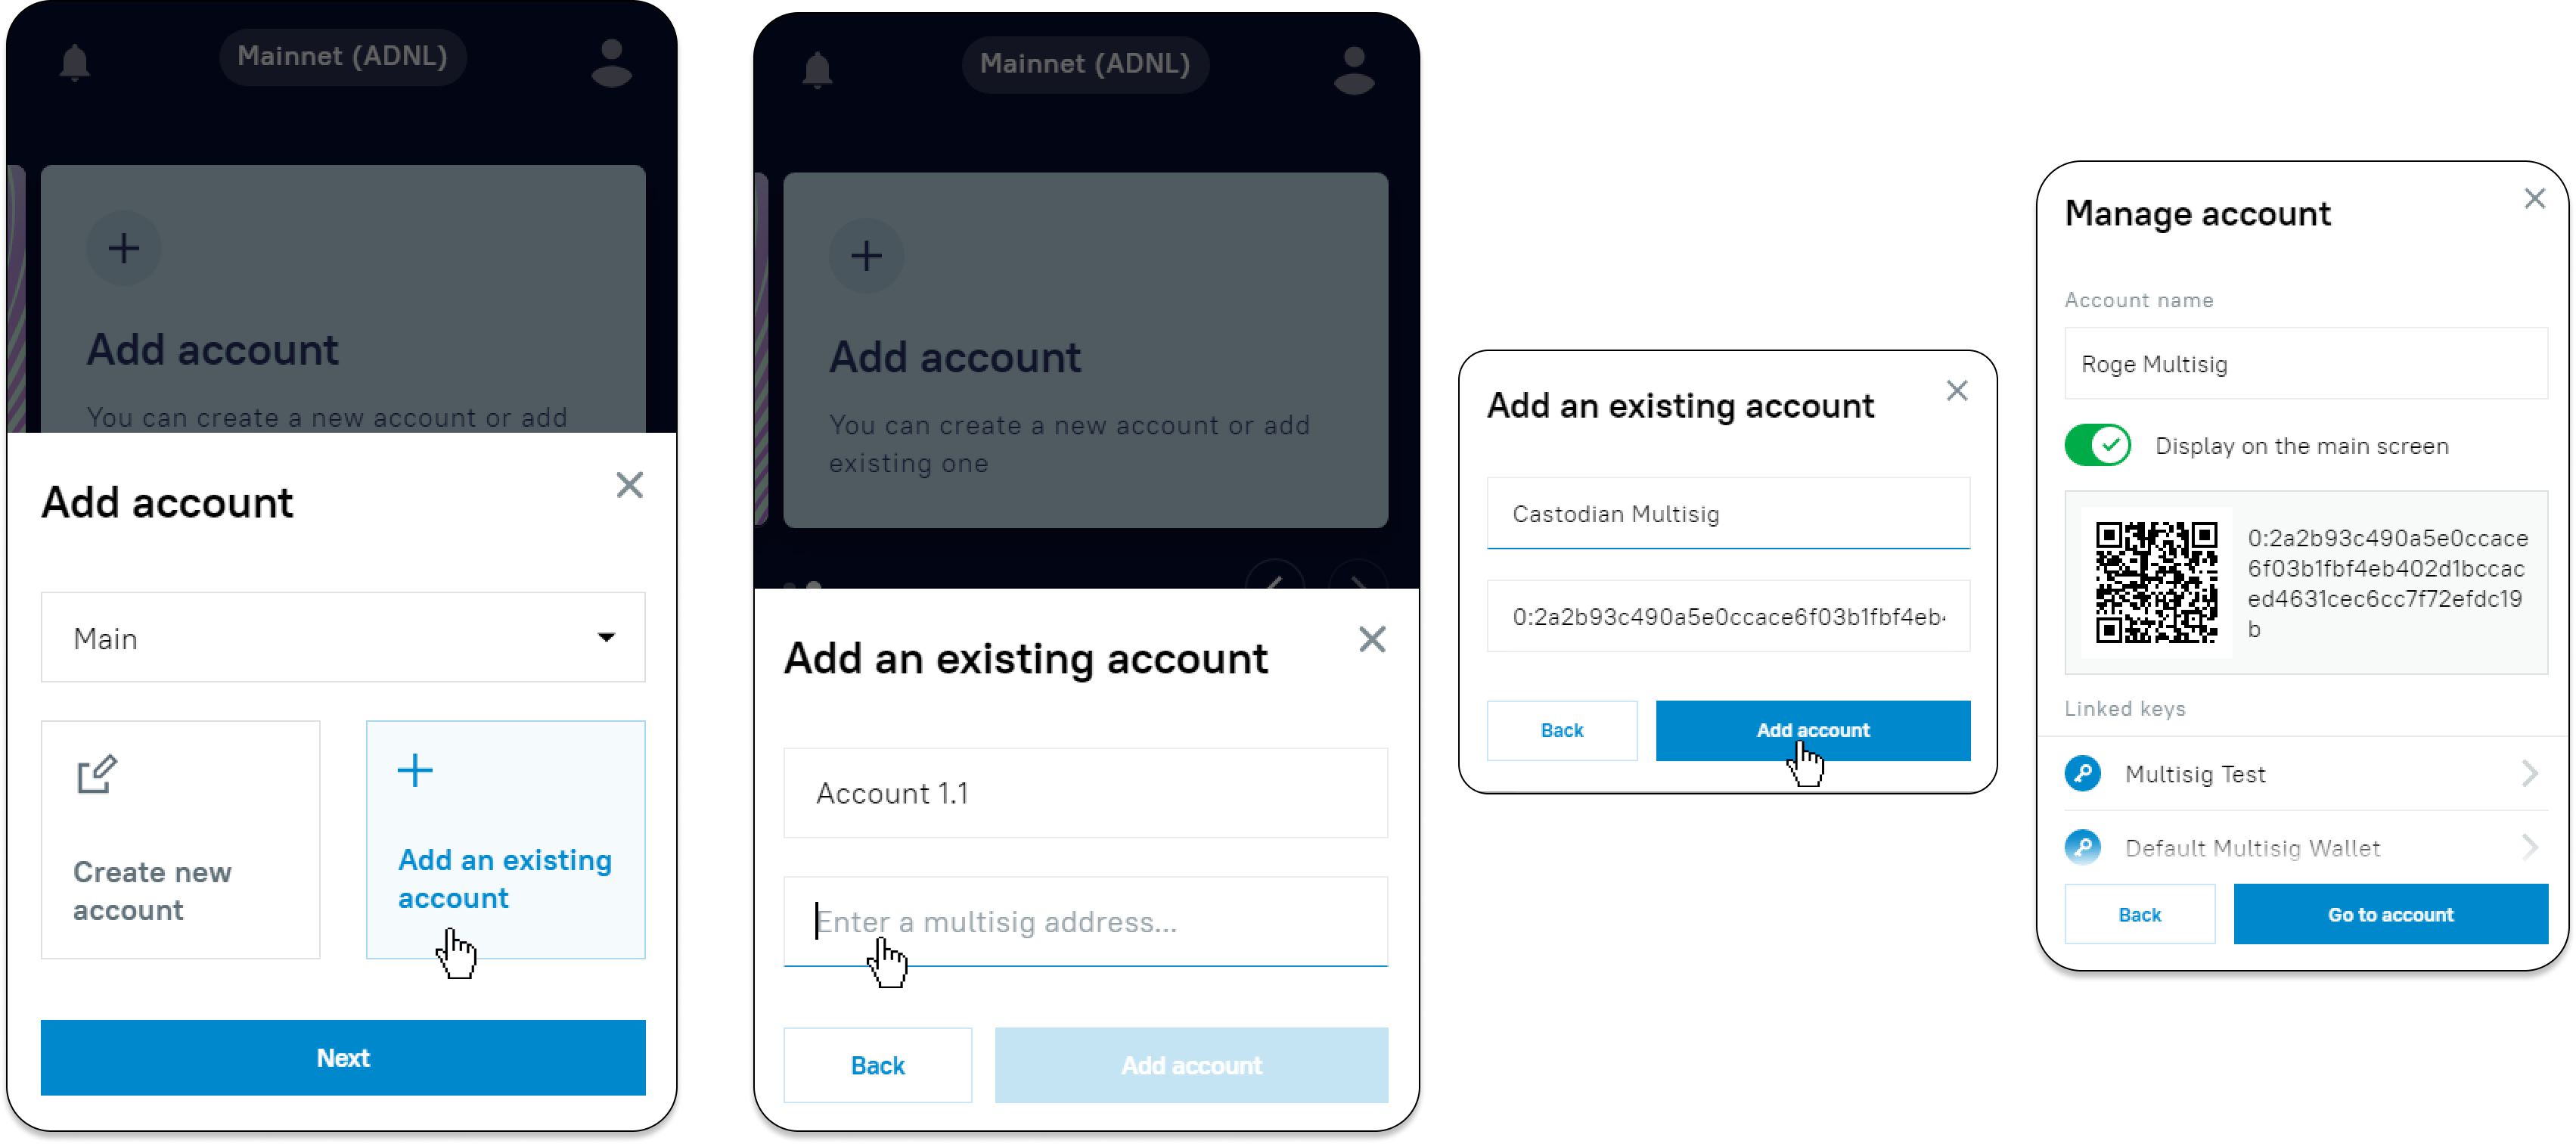 Mainnet (ADNL)
Add account
You can create a new account or add
Add account
Main
Create new
account
Add an existing
account
Next
Mainnet (ADNL)
Add account
You can create a new account or add
existing one
Add an existing account
Account 1.1
Enter a multisig address...
Back
Add account
Add an existing account
Castodian Multisig
0:2a2b93c490a5e0ccace6f03b1fbf4eb
Back
Add account
Manage account
Account name
Roge Multisig
Display on the main screen
0:2a2b93c490a5e0ccace
6f03b1fbf4eb402d1bccac
ed4631cec6cc7f72efdc19
b
Linked keys
Multisig Test
Default Multisig Wallet
Back
Go to account